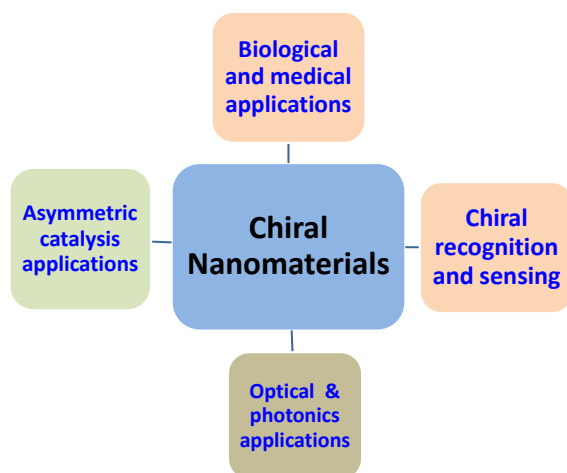 Biological
and medical
applications
Asymmetric
catalysis
applications
Chiral
Nanomaterials
Chiral
recognition
and sensing
Optical &
photonics
applications